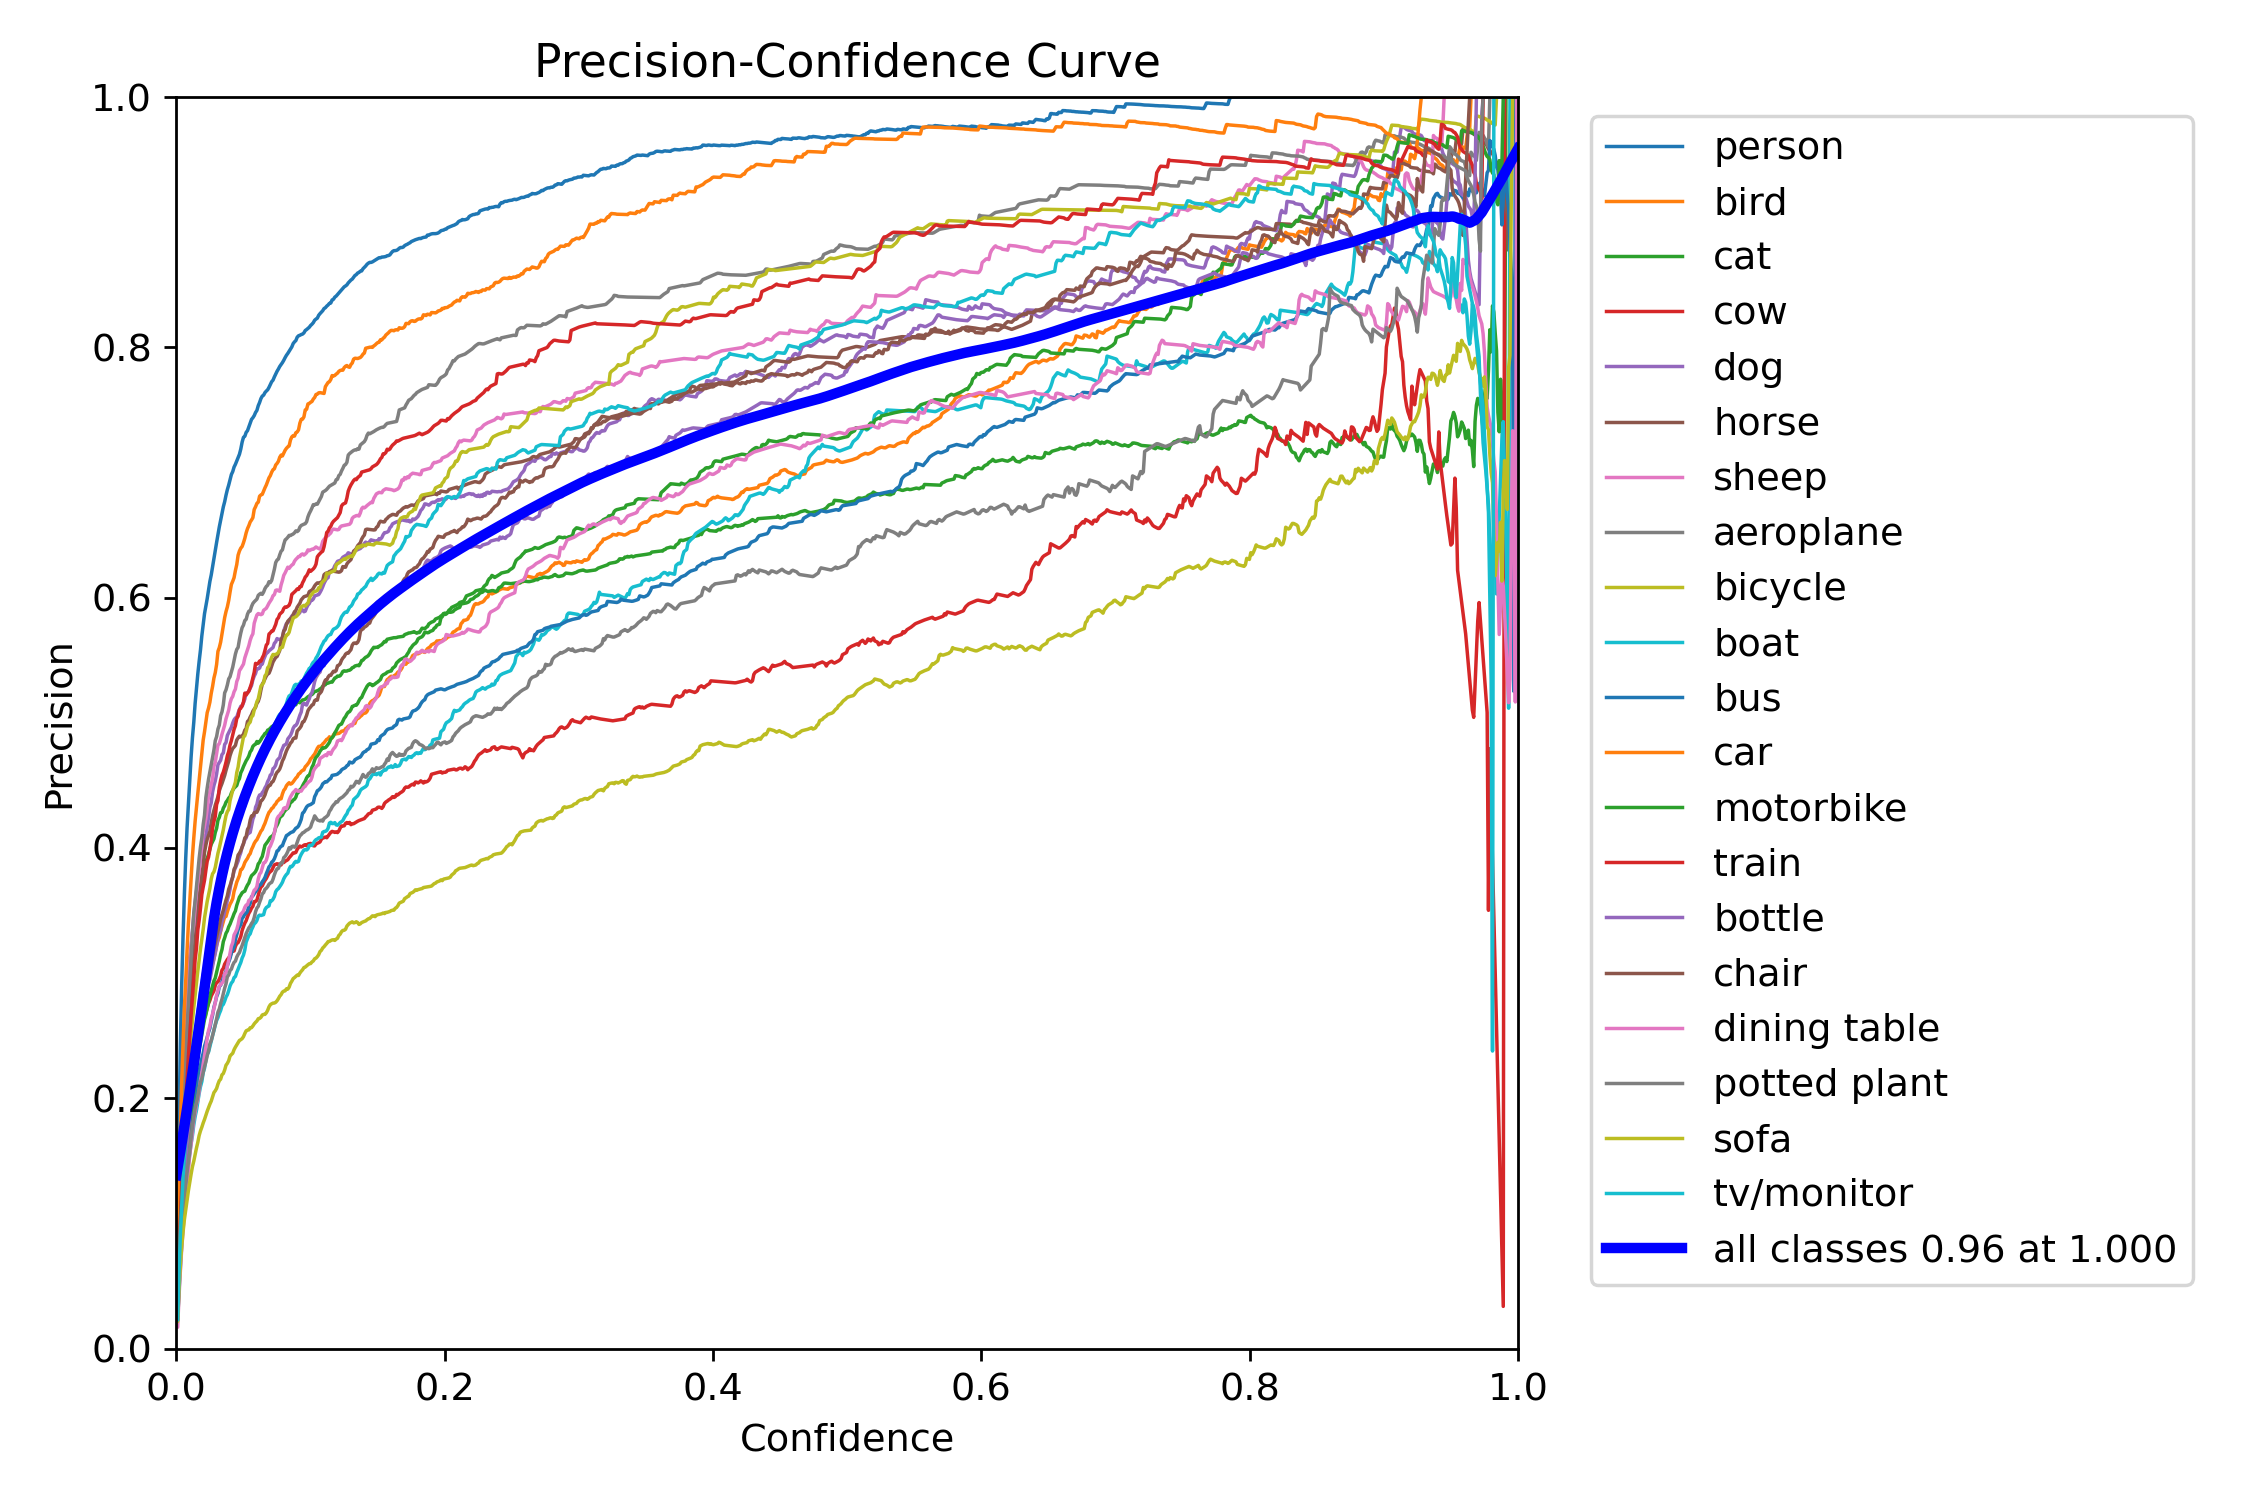 Precision-Confidence Curve
1.0
0.8
0.6
0.4
0.2
0.0
Precision
0.0 0.2 0.4 0.6 0.8 1.0
Confidence
person
bird
cat
cow
dog
horse
sheep
aeroplane
bicycle
boat
bus
car
motorbike
train
bottle
chair
dining table
potted plant
sofa
tv/monitor
all classes 0.96 at 1.000